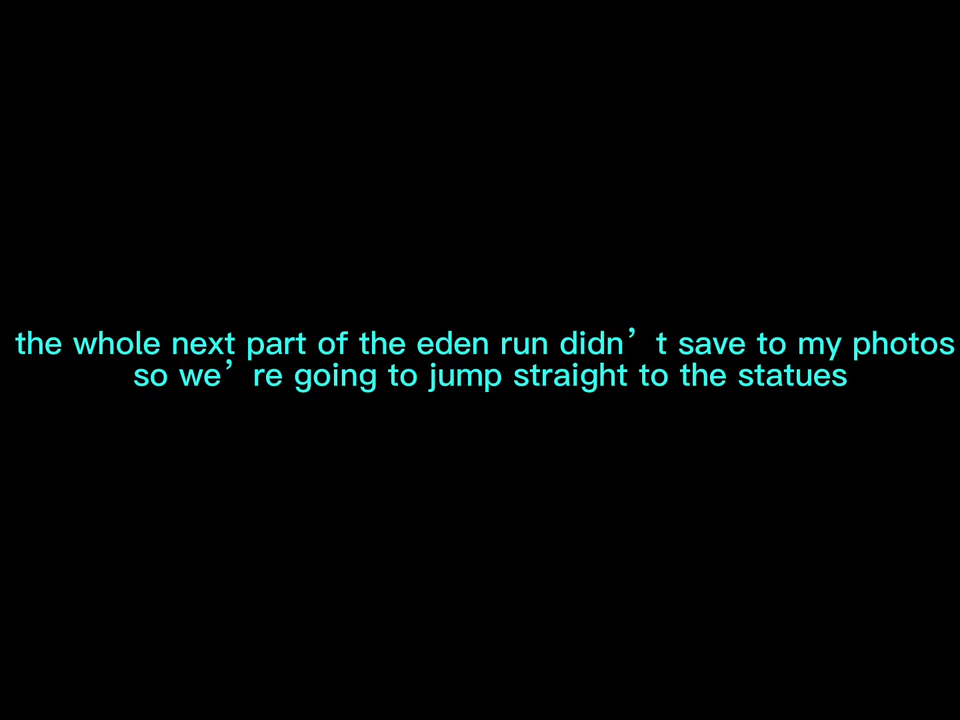 the whole next part of the eden run didn’t save to my photos
so we’re going to jump straight to the statues